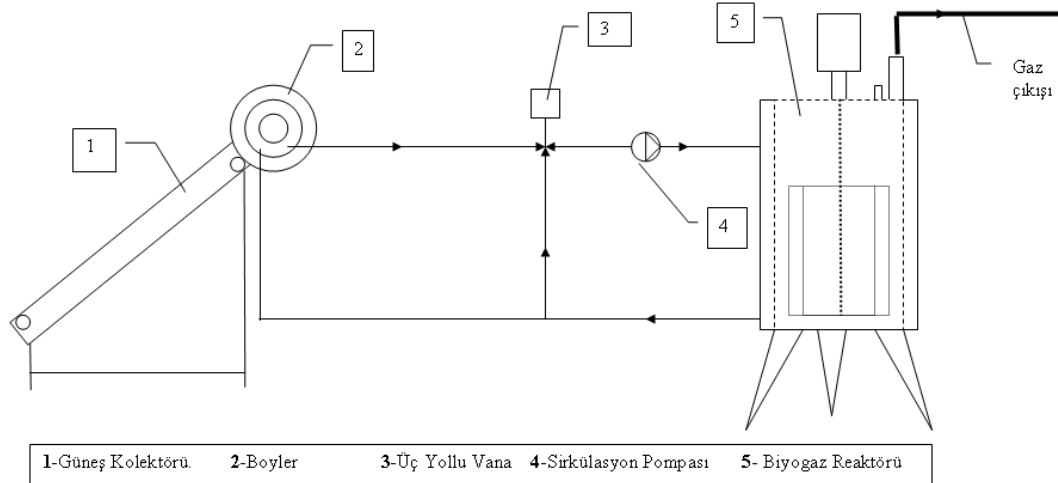 3
5
2
Gaz
çıkışı
1
4
1-Güneş Kolektörü. 2-Boyler 3-Üç Yollu Vana 4-Sirkülasyon Pompası 5- Biyogaz Reaktörü